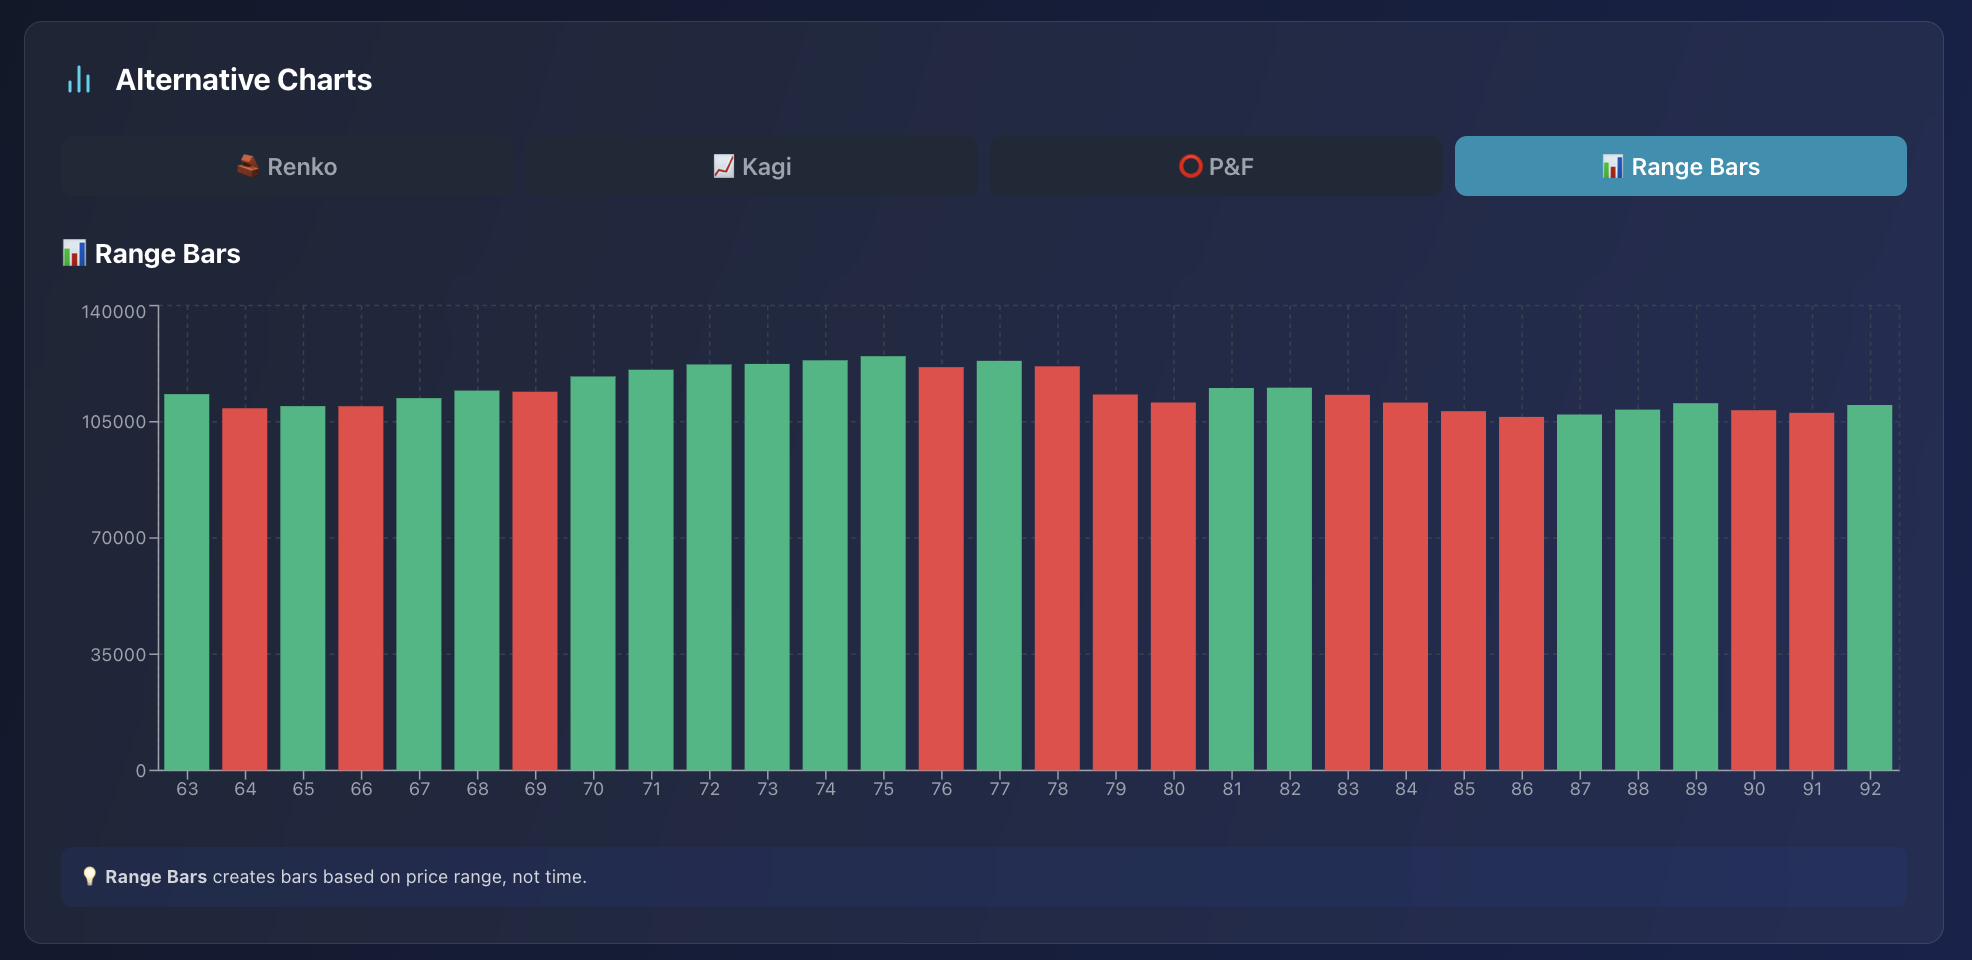 Alternative Charts
Renko
Kagi
P&F
Range Bars
Range Bars
140000
105000
70000
35000
0
63 64 65 66 67 68 69 70 71 72 73 74 75 76 77 78 79 80 81 82 83 84 85 86 87 88 89 90 91 92
Range Bars creates bars based on price range, not time.